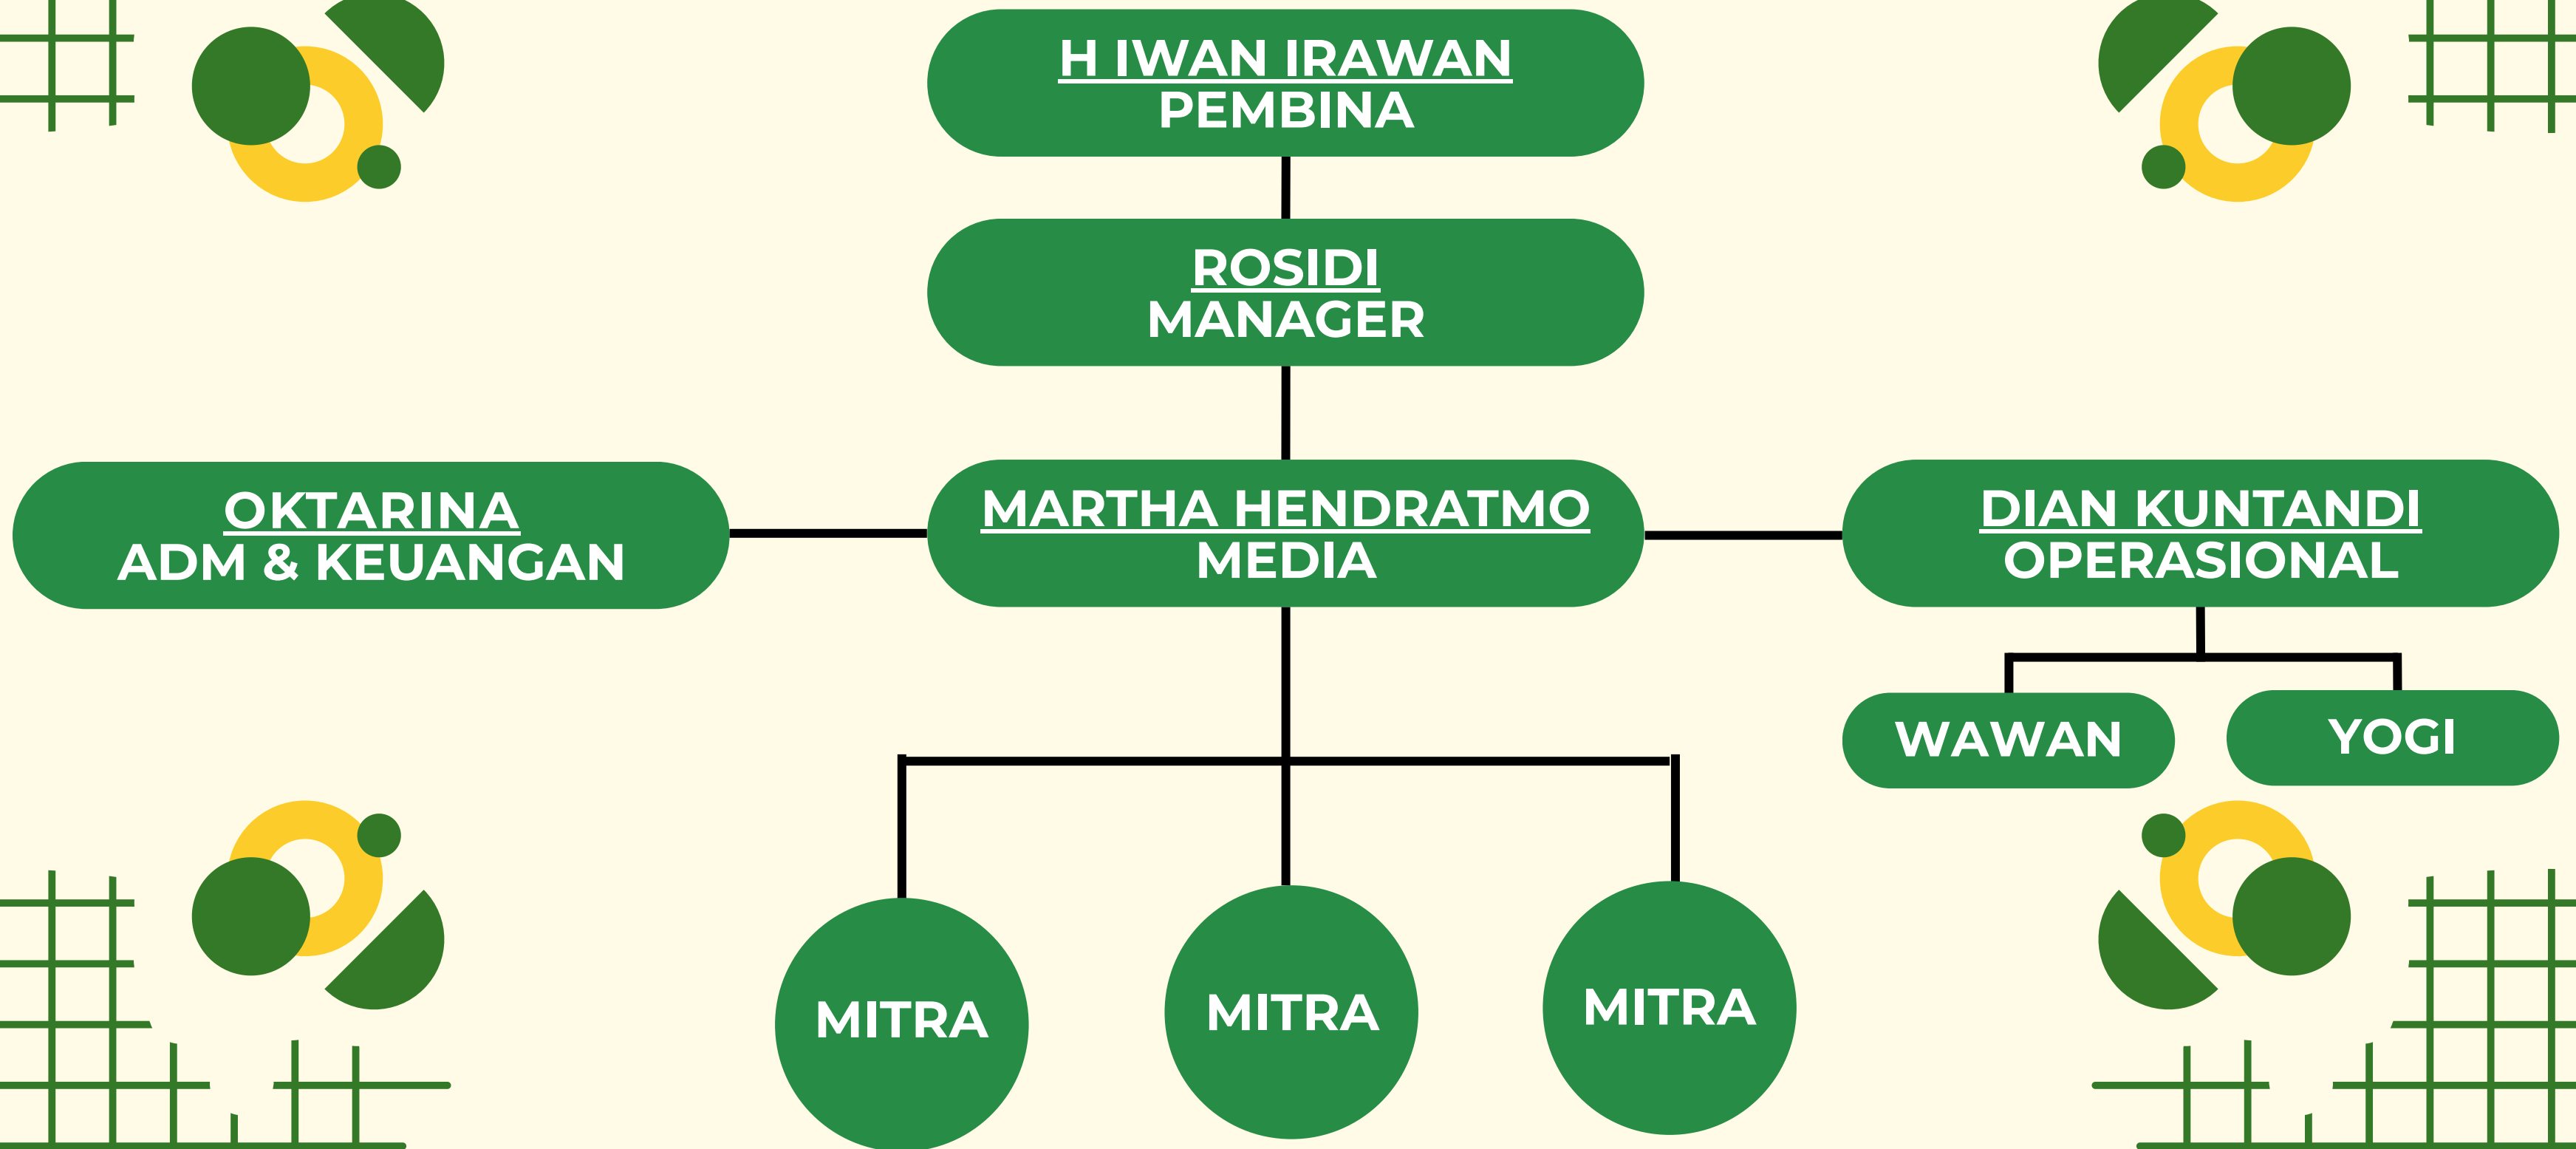 H IWAN IRAWAN
PEMBINA
ROSIDI
MANAGER
OKTARINA
ADM & KEUANGAN
MARTHA HENDRATMO
MEDIA
DIAN KUNTANDI
OPERASIONAL
WAWAN
YOGI
MITRA
MITRA
MITRA